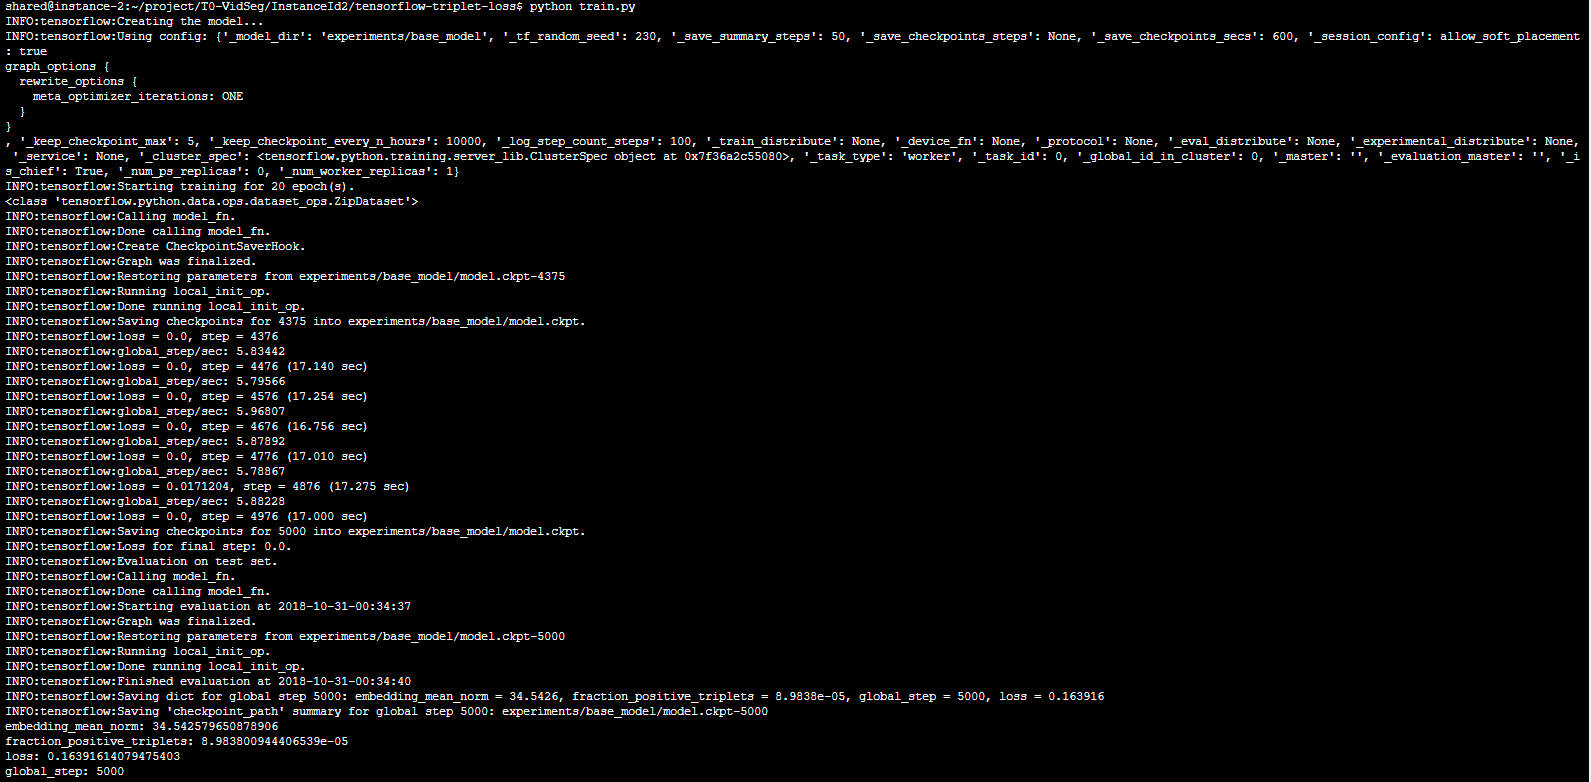 shared@instance-2:~/project/T0-VidSeg/InstanceId2/tensorflow-triplet-loss$ python train.py
INFO:tensorflow:Creating the model...
INFO:tensorflow:Using config: {'_model_dir': 'experiments/base_model', '_tf_random_seed': 230, '_save_summary_steps': 50, '_save_checkpoints_steps': None, '_save_checkpoints_secs': 600, '_session_config': allow_soft_placement
: true
graph_options {
  rewrite_options {
    meta_optimizer_iterations: ONE
  }
}
, '_keep_checkpoint_max': 5, '_keep_checkpoint_every_n_hours': 10000, '_log_step_count_steps': 100, '_train_distribute': None, '_device_fn': None, '_protocol': None, '_eval_distribute': None, '_experimental_distribute': None,
 '_service': None, '_cluster_spec': <tensorflow.python.training.server_lib.ClusterSpec object at 0x7f36a2c55080>, '_task_type': 'worker', '_task_id': 0, '_global_id_in_cluster': 0, '_master': '', '_evaluation_master': '', '_i
s_chief': True, '_num_ps_replicas': 0, '_num_worker_replicas': 1}
INFO:tensorflow:Starting training for 20 epoch(s).
<class 'tensorflow.python.data.ops.dataset_ops.ZipDataset'>
INFO:tensorflow:Calling model_fn.
INFO:tensorflow:Done calling model_fn.
INFO:tensorflow:Create CheckpointSaverHook.
INFO:tensorflow:Graph was finalized.
INFO:tensorflow:Restoring parameters from experiments/base_model/model.ckpt-4375
INFO:tensorflow:Running local_init_op.
INFO:tensorflow:Done running local_init_op.
INFO:tensorflow:Saving checkpoints for 4375 into experiments/base_model/model.ckpt.
INFO:tensorflow:loss = 0.0, step = 4376
INFO:tensorflow:global_step/sec: 5.83442
INFO:tensorflow:loss = 0.0, step = 4476 (17.140 sec)
INFO:tensorflow:global_step/sec: 5.79566
INFO:tensorflow:loss = 0.0, step = 4576 (17.254 sec)
INFO:tensorflow:global_step/sec: 5.96807
INFO:tensorflow:loss = 0.0, step = 4676 (16.756 sec)
INFO:tensorflow:global_step/sec: 5.87892
INFO:tensorflow:loss = 0.0, step = 4776 (17.010 sec)
INFO:tensorflow:global_step/sec: 5.78867
INFO:tensorflow:loss = 0.0171204, step = 4876 (17.275 sec)
INFO:tensorflow:global_step/sec: 5.88228
INFO:tensorflow:loss = 0.0, step = 4976 (17.000 sec)
INFO:tensorflow:Saving checkpoints for 5000 into experiments/base_model/model.ckpt.
INFO:tensorflow:Loss for final step: 0.0.
INFO:tensorflow:Evaluation on test set.
INFO:tensorflow:Calling model_fn.
INFO:tensorflow:Done calling model_fn.
INFO:tensorflow:Starting evaluation at 2018-10-31-00:34:37
INFO:tensorflow:Graph was finalized.
INFO:tensorflow:Restoring parameters from experiments/base_model/model.ckpt-5000
INFO:tensorflow:Running local_init_op.
INFO:tensorflow:Done running local_init_op.
INFO:tensorflow:Finished evaluation at 2018-10-31-00:34:40
INFO:tensorflow:Saving dict for global step 5000: embedding_mean_norm = 34.5426, fraction_positive_triplets = 8.9838e-05, global_step = 5000, loss = 0.163916
INFO:tensorflow:Saving 'checkpoint_path' summary for global step 5000: experiments/base_model/model.ckpt-5000
embedding_mean_norm: 34.542579650878906
fraction_positive_triplets: 8.983800944406539e-05
loss: 0.16391614079475403
global_step: 5000